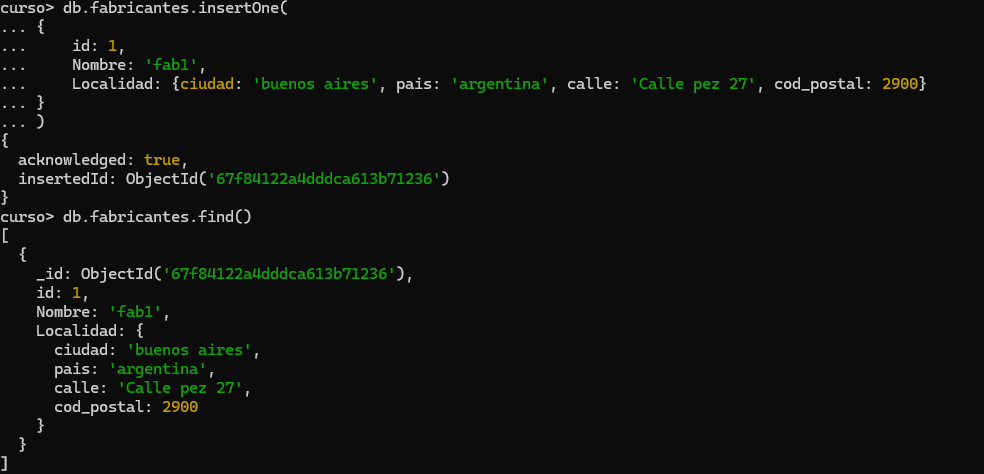 curso> db.fabricantes.insertOne(
... {
...     id: 1,
...     Nombre: 'fab1',
...     Localidad: {ciudad: 'buenos aires', pais: 'argentina', calle: 'Calle pez 27', cod_postal: 2900}
... }
... )
{
  acknowledged: true,
  insertedId: ObjectId('67f84122a4dddca613b71236')
}
curso> db.fabricantes.find()
[
  {
    _id: ObjectId('67f84122a4dddca613b71236'),
    id: 1,
    Nombre: 'fab1',
    Localidad: {
      ciudad: 'buenos aires',
      pais: 'argentina',
      calle: 'Calle pez 27',
      cod_postal: 2900
    }
  }
]